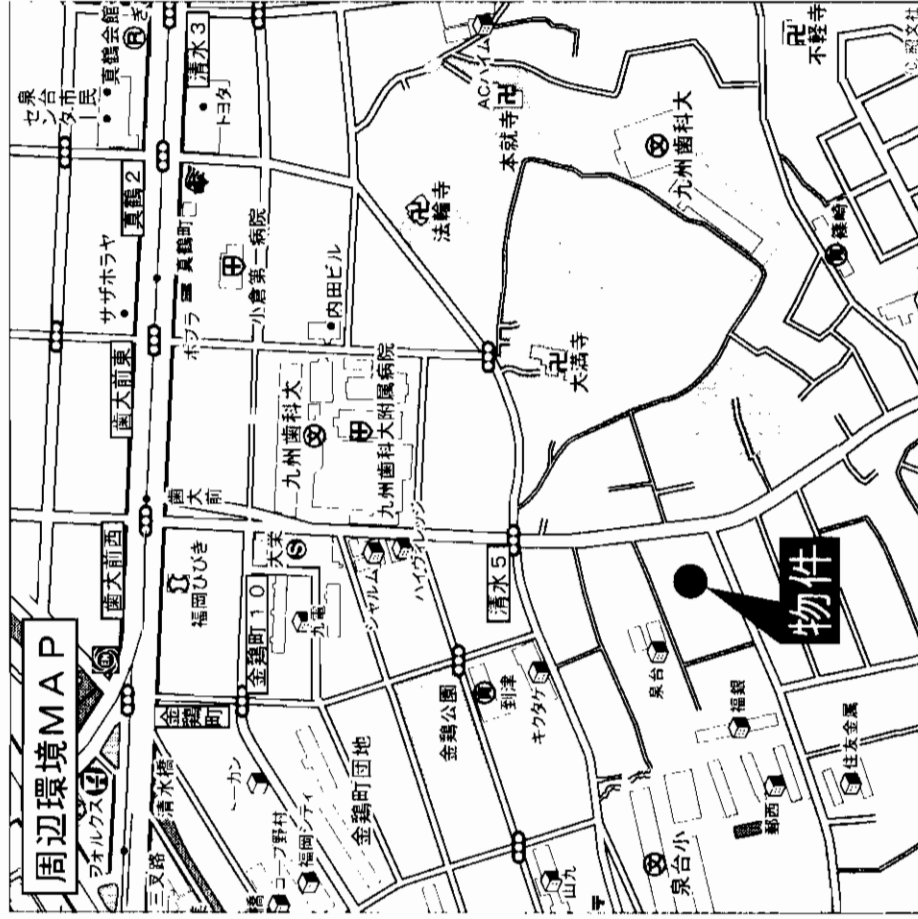 周辺環境MAP
フォルクス
三叉路
清水橋
金鶏町
歯大前西
歯大前東
真鶴2
清水3
泉台市民センター
真鶴会館
トヨタ
サザホラヤ
ポプラ
真鶴町
小倉第一病院
内田ビル
歯大前
福岡ひびき
金鶏町10
大栄
九電
九州歯科大
九州歯科大附属病院
シャルム
ハイヴィレッジ
コープ野村
福岡シティ
金鶏町団地
金鶏公園
到津
キクタケ
清水5
山九
泉台小
泉台
福銀
郵西
住友金属
物件
法輪寺
本就寺
ACハイム
大満寺
九州歯科大
篠崎
不軽寺